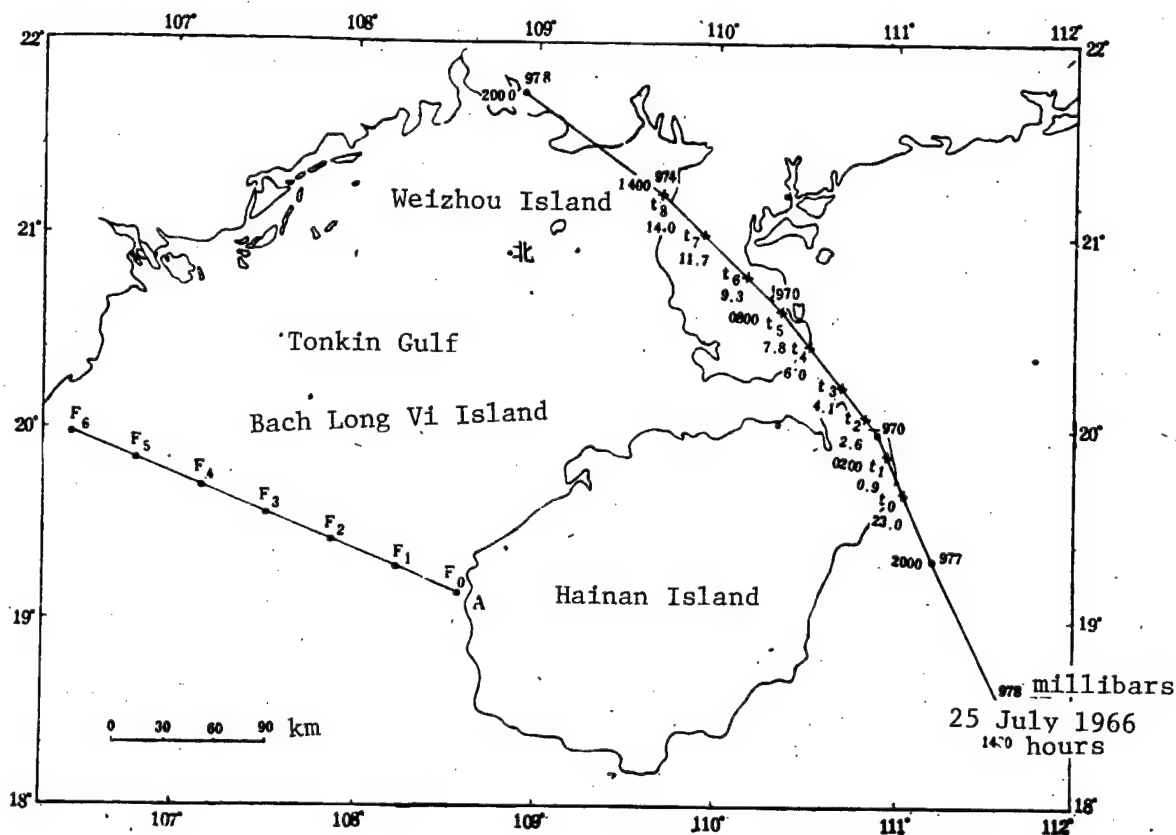 107° 108° 109° 110° 111° 112°
22° 22°
978
2000
974
1400
t8
14.0
Weizhou Island
21° 21°
t7
11.7
北
t6
9.3
970
0800
t5
7.8
t4
6.0
Tonkin Gulf
t3
4.1
Bach Long Vi Island
20° 20°
t2
2.6
970
0200
t1
0.9
t0
23.0
F6
F5
F4
F3
F2
F1
F0
A
2000
977
Hainan Island
19° 19°
978 millibars
25 July 1966
hours
0 30 60 90 km
18° 18°
107° 108° 109° 110° 111° 112°